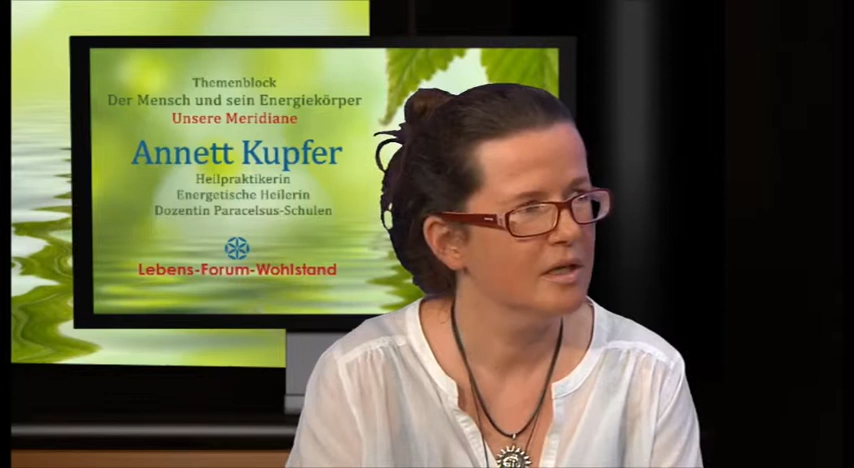 Themenblock
Der Mensch und sein Energiekörper
Unsere Meridiane
Annett Kupfer
Heilpraktikerin
Energetische Heilerin
Dozentin Paracelsus-Schulen
Lebens-Forum-Wohlstand